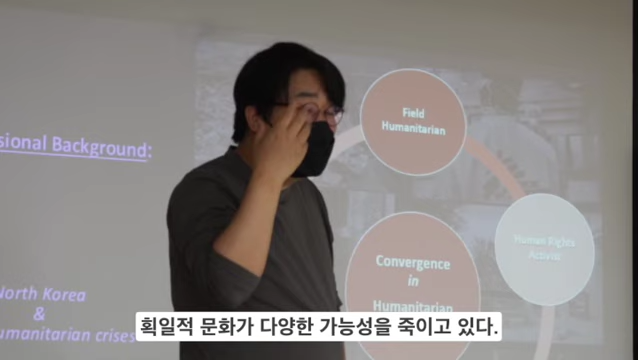 sional Background:
North Korea
&
umanitarian crises
Field
Humanitarian
Human Rights
Activist
Convergence
in
Humanitarian
획일적 문화가 다양한 가능성을 죽이고 있다.